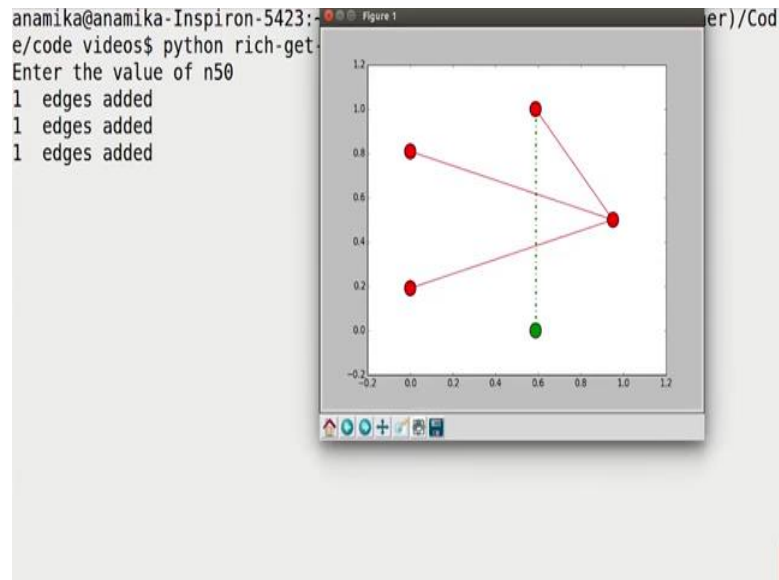 anamika@anamika-Inspiron-5423:~
er)/Cod
e/code videos$ python rich-get-
Enter the value of n50
1 edges added
1 edges added
1 edges added
Figure 1
1.2
1.0
0.8
0.6
0.4
0.2
0.0
−0.2
−0.2 0.0 0.2 0.4 0.6 0.8 1.0 1.2